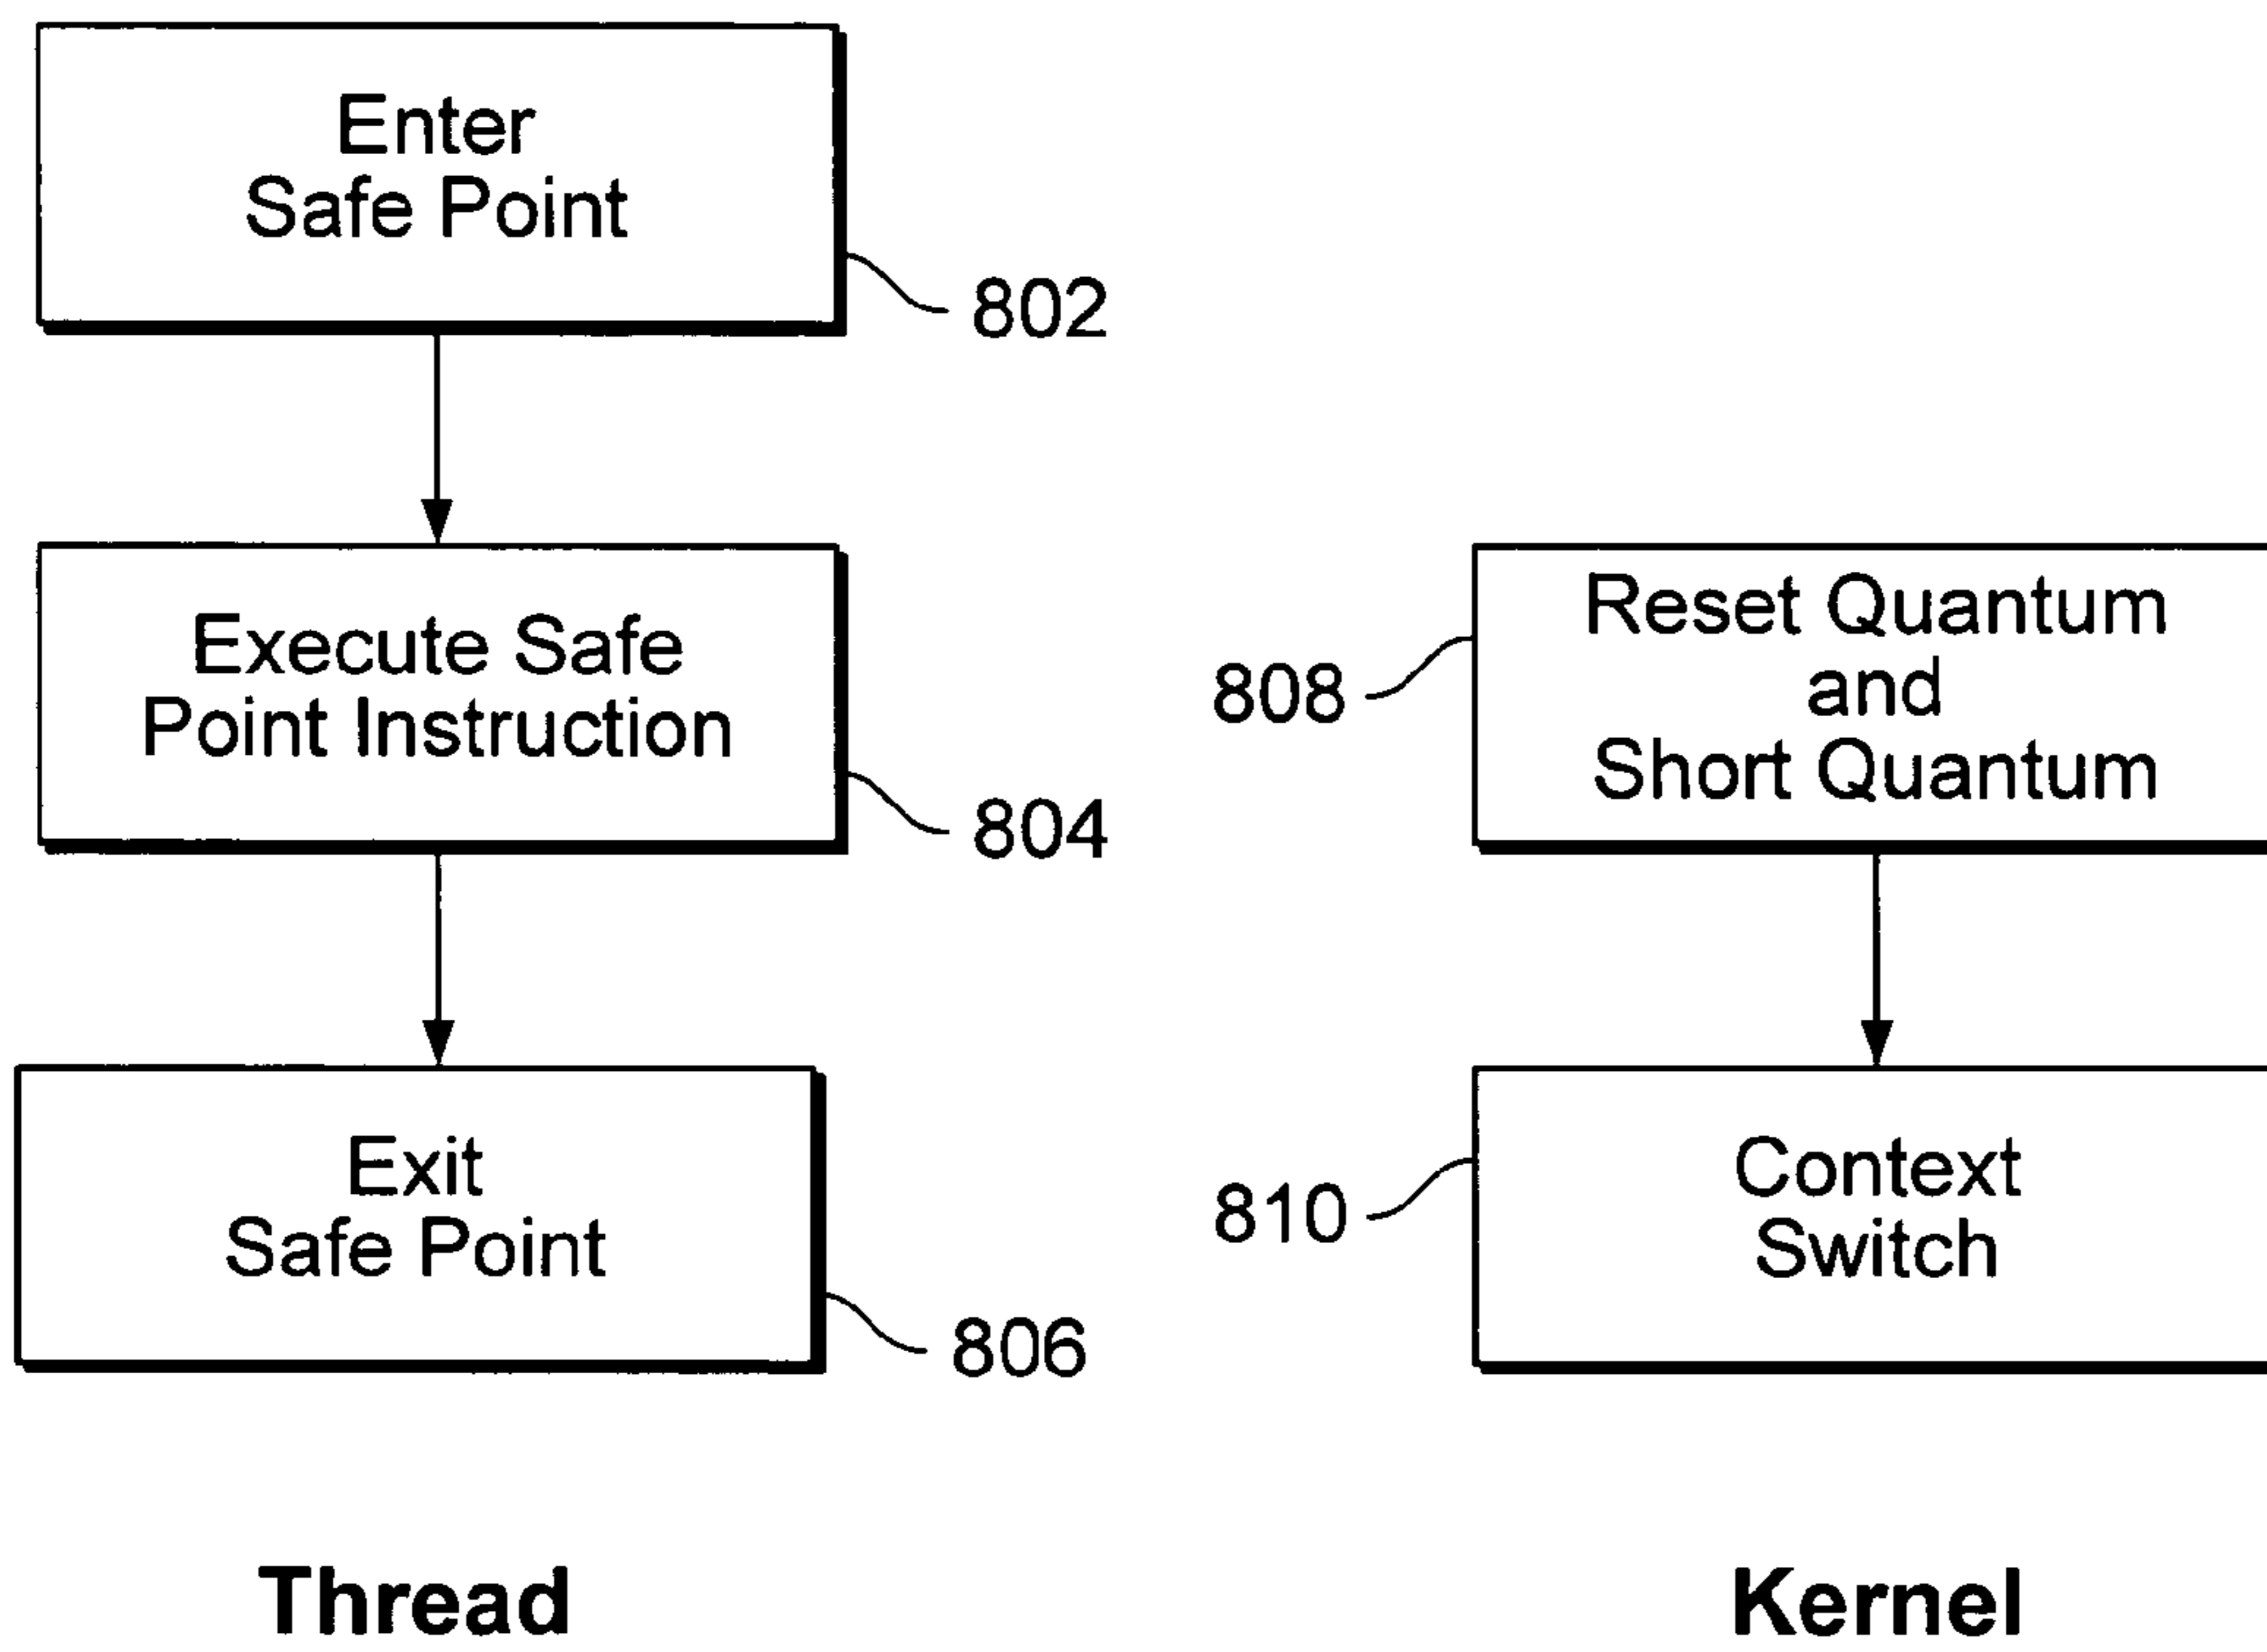 Enter
Safe Point
802
Execute Safe
Point Instruction
804
Exit
Safe Point
806
Thread
Reset Quantum
and
Short Quantum
808
Context
Switch
810
Kernel